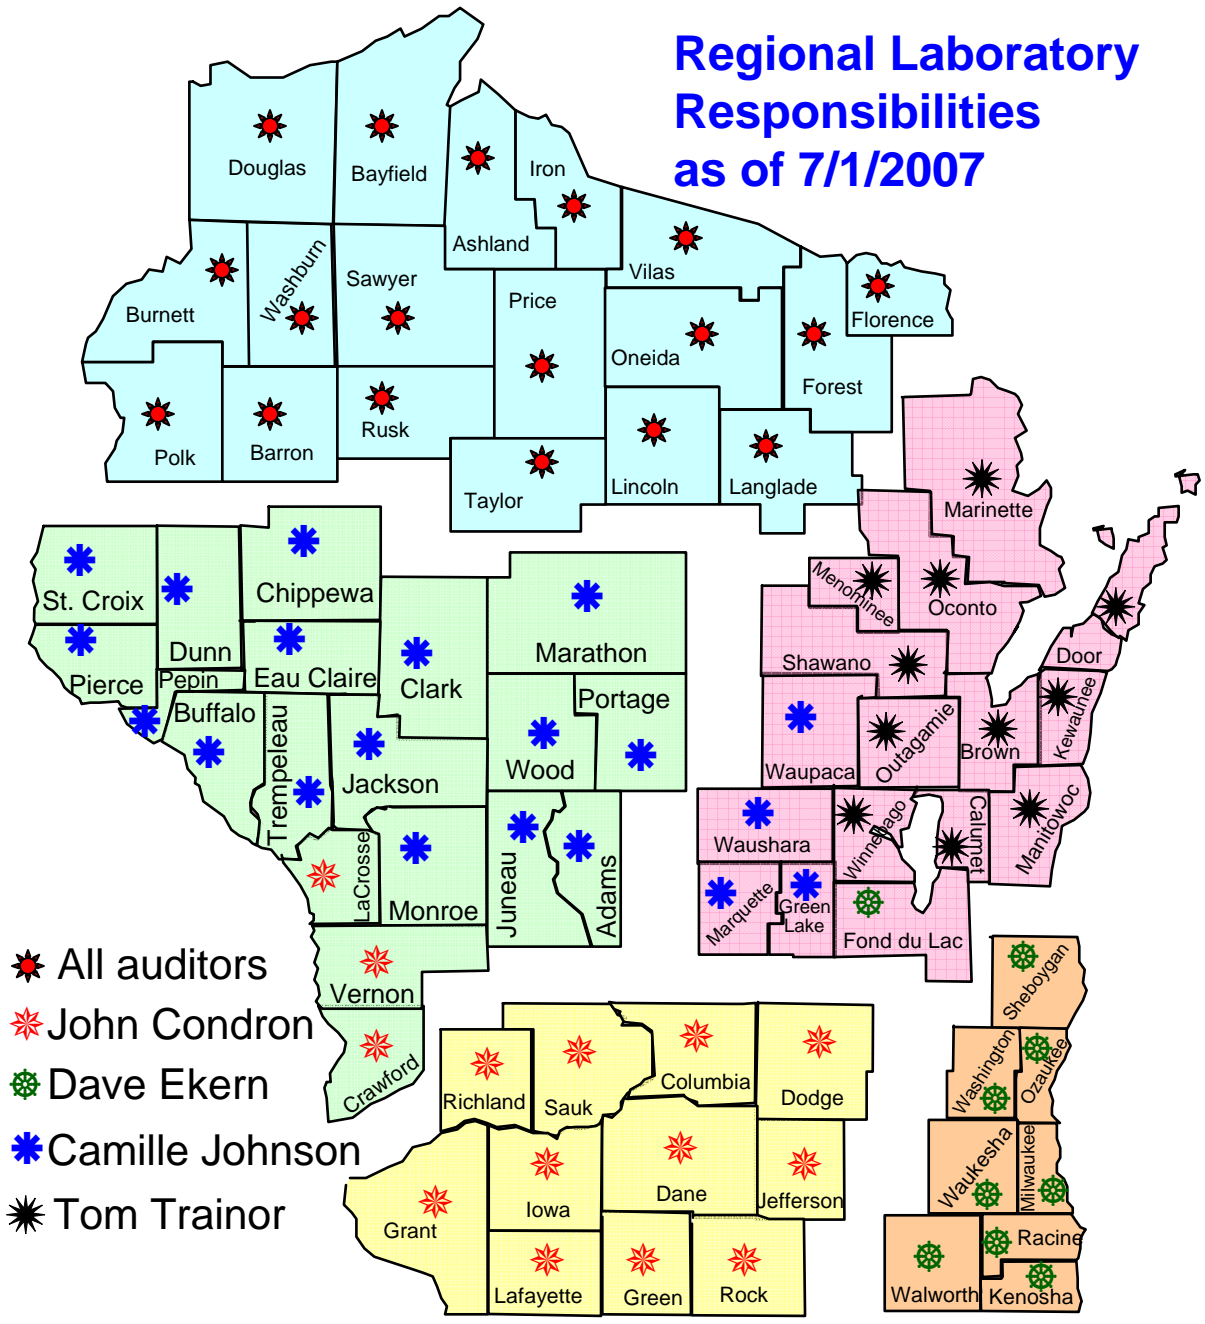 Regional Laboratory
Responsibilities
as of 7/1/2007
Douglas
Bayfield
Iron
Ashland
Vilas
Washburn
Sawyer
Price
Burnett
Florence
Oneida
Forest
Polk
Barron
Rusk
Taylor
Lincoln
Langlade
Marinette
Menominee
Oconto
Shawano
Door
Kewaunee
Outagamie
Brown
Waupaca
Waushara
Winnebago
Calumet
Manitowoc
Marquette
Green
Lake
Fond du Lac
St. Croix
Chippewa
Dunn
Pierce
Pepin
Eau Claire
Clark
Marathon
Portage
Buffalo
Trempeleau
Jackson
Wood
LaCrosse
Monroe
Juneau
Adams
Vernon
Crawford
All auditors
John Condron
Dave Ekern
Camille Johnson
Tom Trainor
Richland
Sauk
Columbia
Dodge
Grant
Iowa
Dane
Jefferson
Lafayette
Green
Rock
Sheboygan
Washington
Ozaukee
Waukesha
Milwaukee
Racine
Walworth
Kenosha